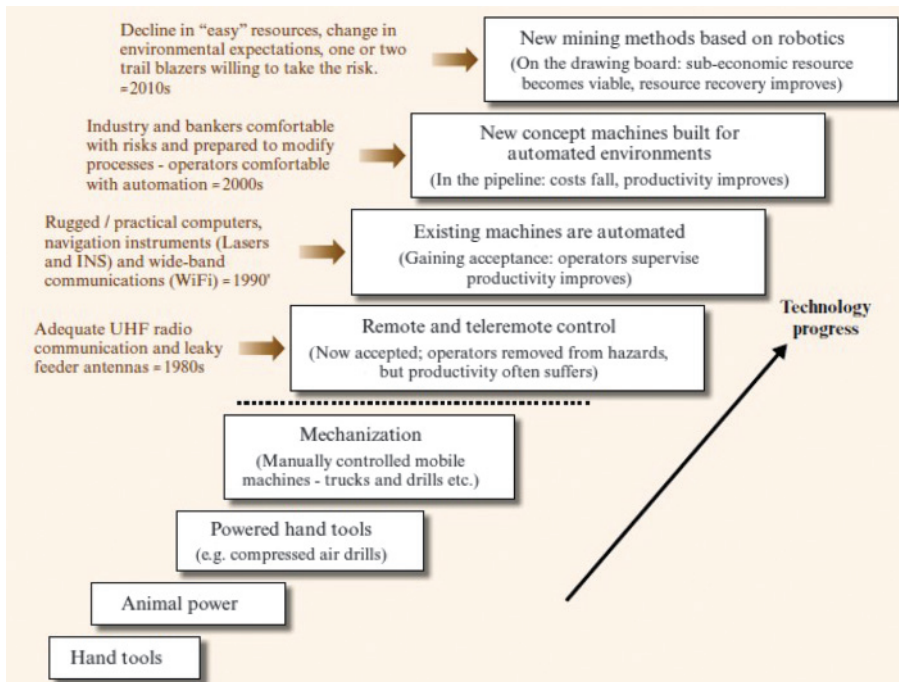 Decline in “easy” resources, change in
environmental expectations, one or two
trail blazers willing to take the risk.
=2010s
New mining methods based on robotics
(On the drawing board: sub-economic resource
becomes viable, resource recovery improves)
Industry and bankers comfortable
with risks and prepared to modify
processes - operators comfortable
with automation = 2000s
New concept machines built for
automated environments
(In the pipeline: costs fall, productivity improves)
Rugged / practical computers,
navigation instruments (Lasers
and INS) and wide-band
communications (WiFi) = 1990'
Existing machines are automated
(Gaining acceptance: operators supervise
productivity improves)
Adequate UHF radio
communication and leaky
feeder antennas = 1980s
Remote and teleremote control
(Now accepted; operators removed from hazards,
but productivity often suffers)
Technology
progress
Mechanization
(Manually controlled mobile
machines - trucks and drills etc.)
Powered hand tools
(e.g. compressed air drills)
Animal power
Hand tools